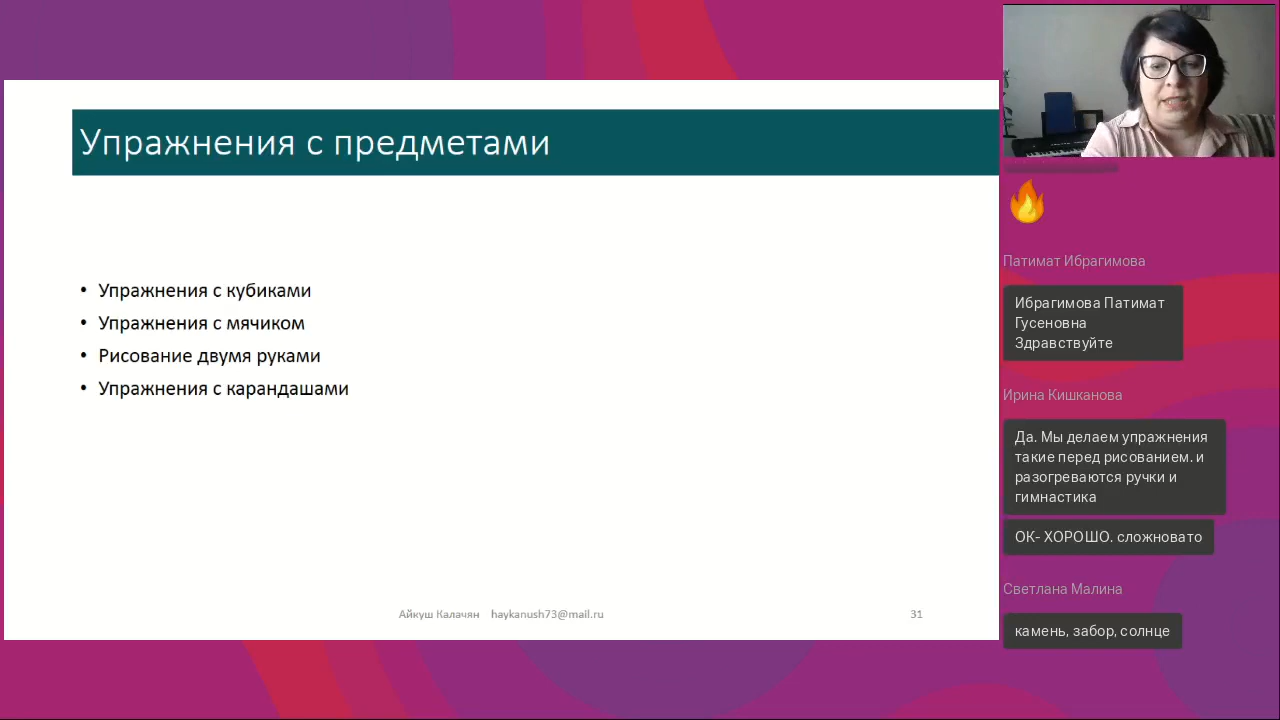 Упражнения с предметами
• Упражнения с кубиками
• Упражнения с мячиком
• Рисование двумя руками
• Упражнения с карандашами
Айкуш Калачян haykanush73@mail.ru
31
Патимат Ибрагимова
Ибрагимова Патимат
Гусеновна
Здравствуйте
Ирина Кишканова
Да. Мы делаем упражнения
такие перед рисованием. и
разогреваются ручки и
гимнастика
ОК- ХОРОШО. сложновато
Светлана Малина
камень, забор, солнце